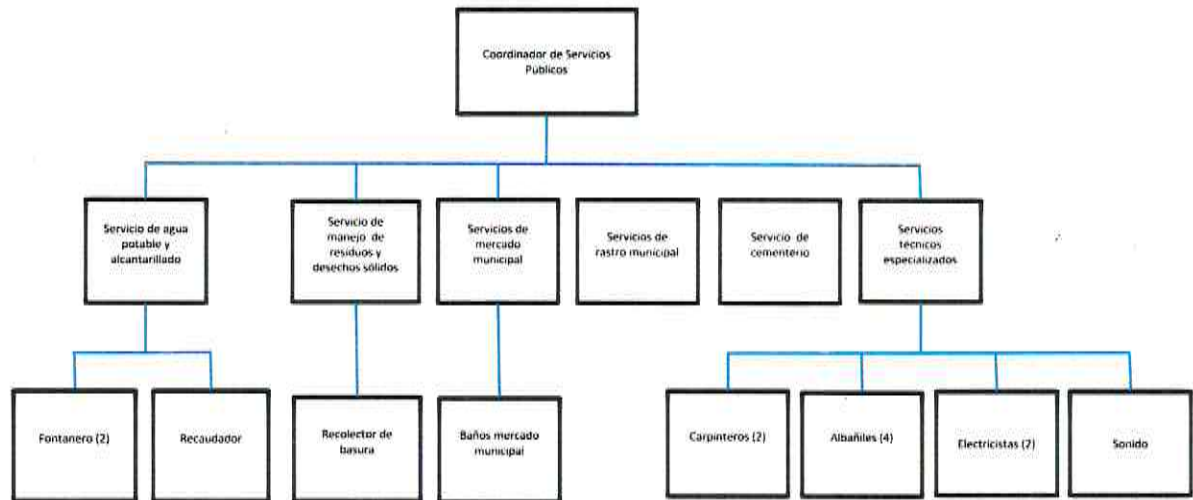 Coordinador de Servicios
Públicos
Servicio de agua
potable y
alcantarillado
Servicio de
manejo de
residuos y
desechos sólidos
Servicios de
mercado
municipal
Servicios de
rastro municipal
Servicio de
cementerio
Servicios
técnicos
especializados
Fontanero (2)
Recaudador
Recolector de
basura
Baños mercado
municipal
Carpinteros (2)
Albañiles (4)
Electricistas (2)
Sonido